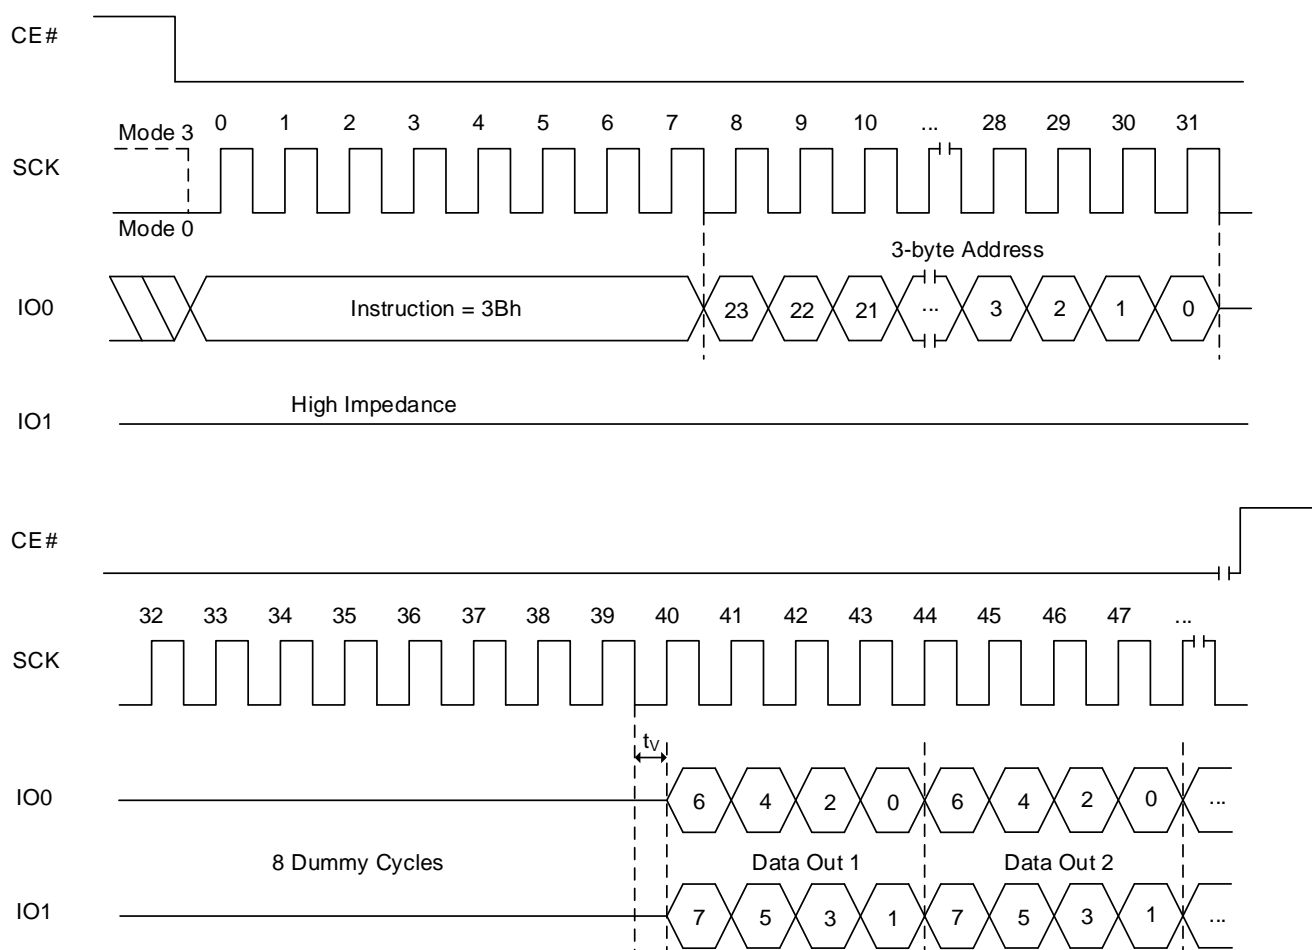 CE#
Mode 3 0 1 2 3 4 5 6 7 8 9 10 ... 28 29 30 31
SCK
Mode 0
3-byte Address
IO0 Instruction = 3Bh 23 22 21 ... 3 2 1 0
High Impedance
IO1
CE#
32 33 34 35 36 37 38 39 40 41 42 43 44 45 46 47 ...
SCK
tV
IO0 6 4 2 0 6 4 2 0 ...
8 Dummy Cycles Data Out 1 Data Out 2
IO1 7 5 3 1 7 5 3 1 ...